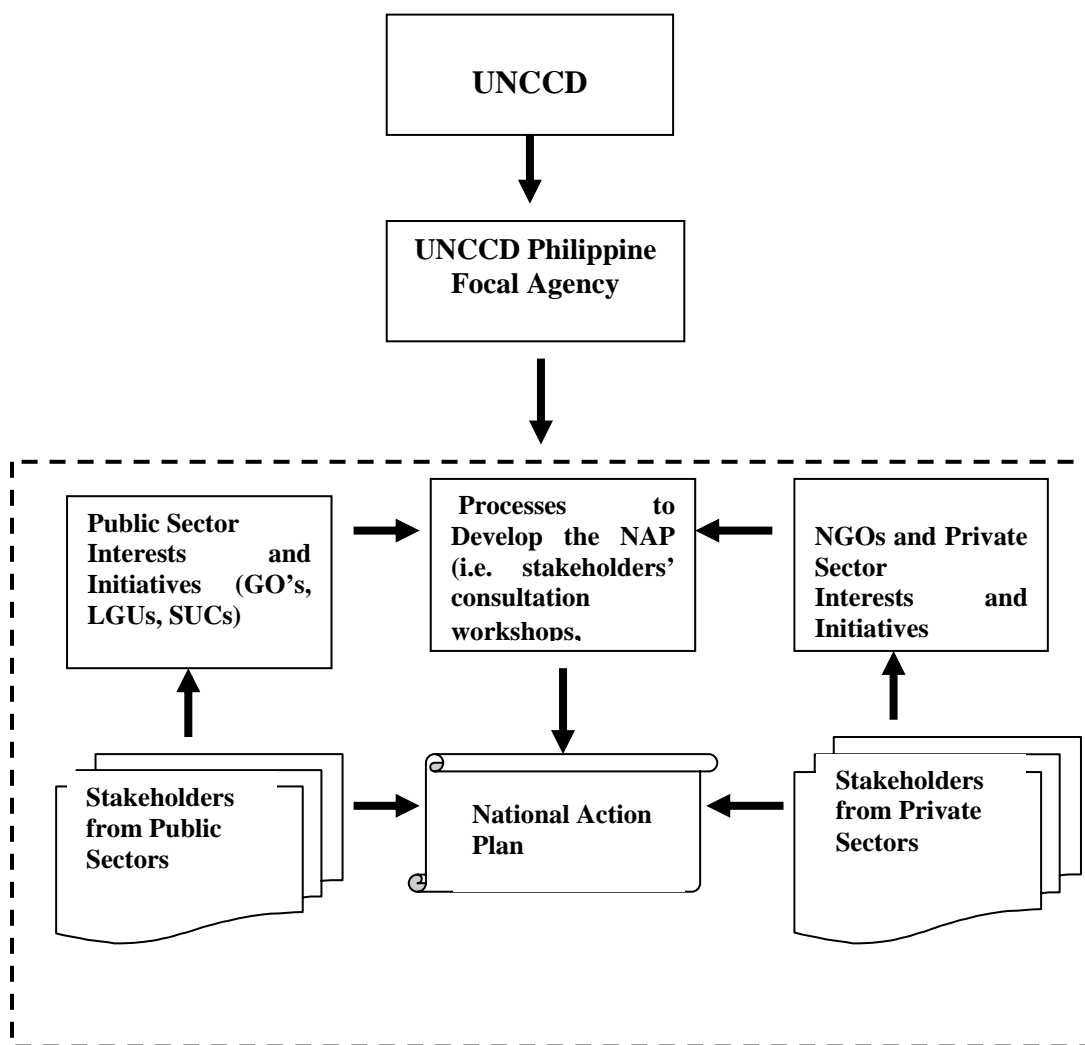 UNCCD
UNCCD Philippine
Focal Agency
Public Sector
Interests and
Initiatives (GO's,
LGUs, SUCs)
Processes to
Develop the NAP
(i.e. stakeholders’
consultation
workshops,
NGOs and Private
Sector
Interests and
Initiatives
Stakeholders
from Public
Sectors
National Action
Plan
Stakeholders
from Private
Sectors